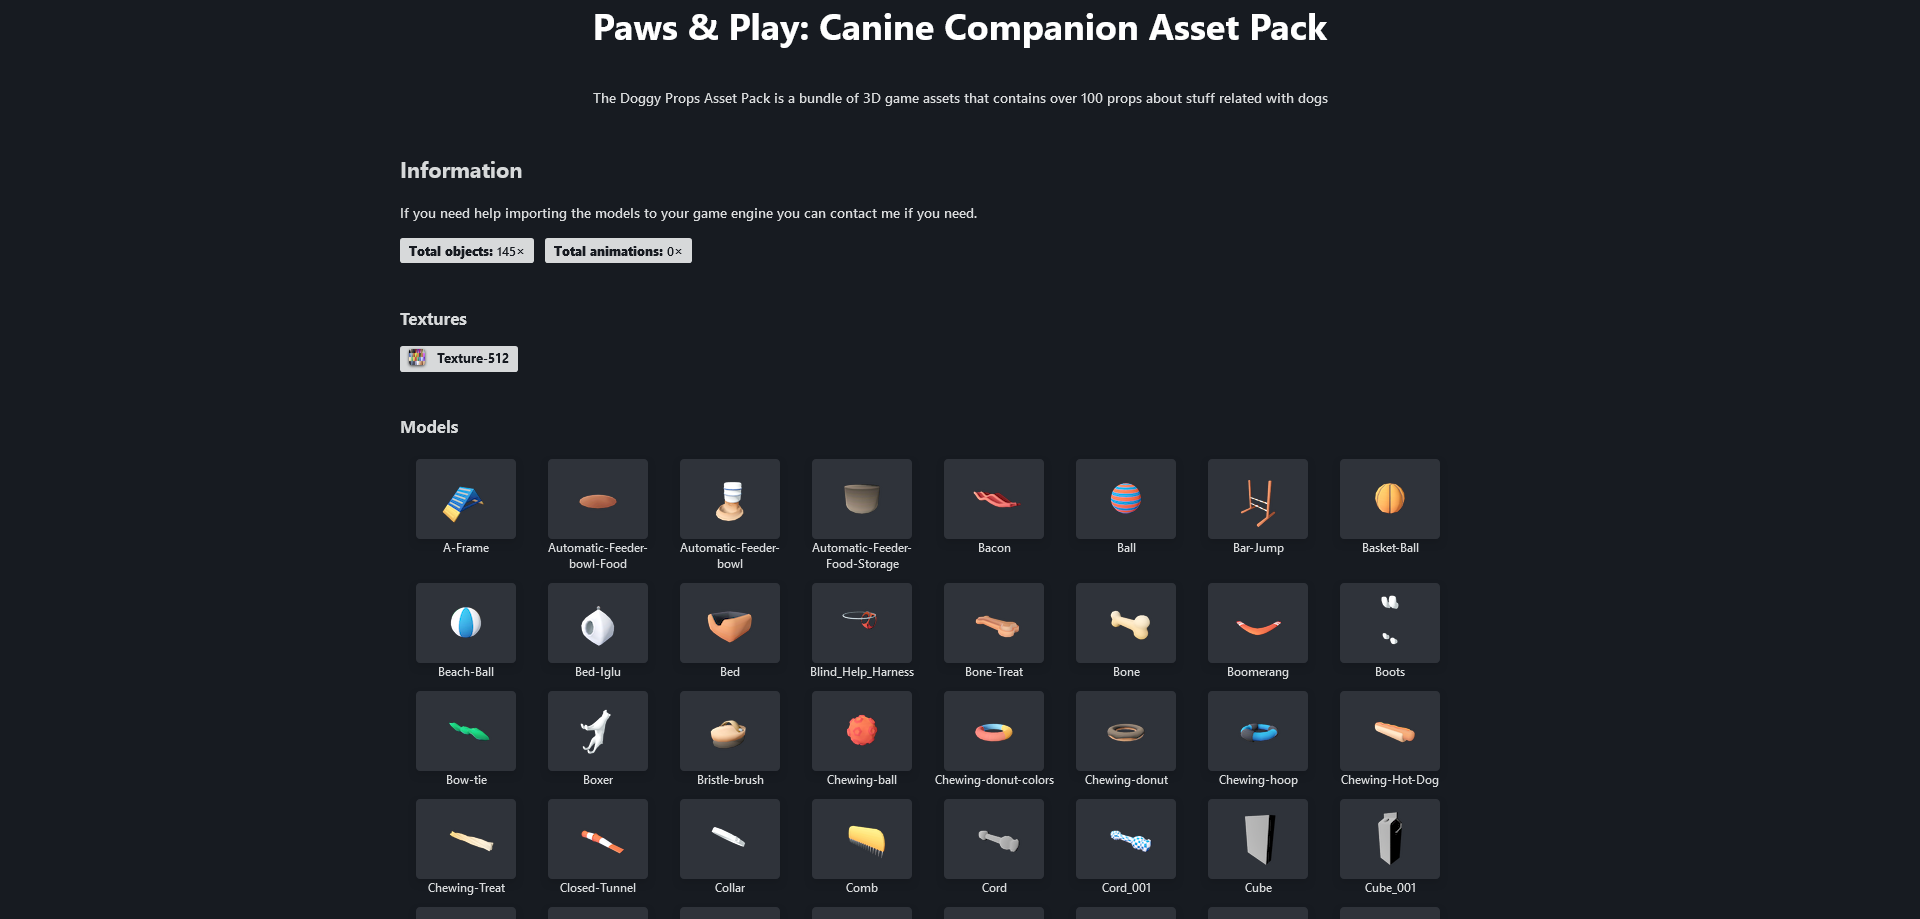 Paws & Play: Canine Companion Asset Pack
The Doggy Props Asset Pack is a bundle of 3D game assets that contains over 100 props about stuff related with dogs
Information
If you need help importing the models to your game engine you can contact me if you need.
Total objects: 145× Total animations: 0×
Textures
Texture-512
Models
A-Frame
Automatic-Feeder-
bowl-Food
Automatic-Feeder-
bowl
Automatic-Feeder-
Food-Storage
Bacon
Ball
Bar-Jump
Basket-Ball
Beach-Ball
Bed-Iglu
Bed
Blind_Help_Harness
Bone-Treat
Bone
Boomerang
Boots
Bow-tie
Boxer
Bristle-brush
Chewing-ball
Chewing-donut-colors
Chewing-donut
Chewing-hoop
Chewing-Hot-Dog
Chewing-Treat
Closed-Tunnel
Collar
Comb
Cord
Cord_001
Cube
Cube_001